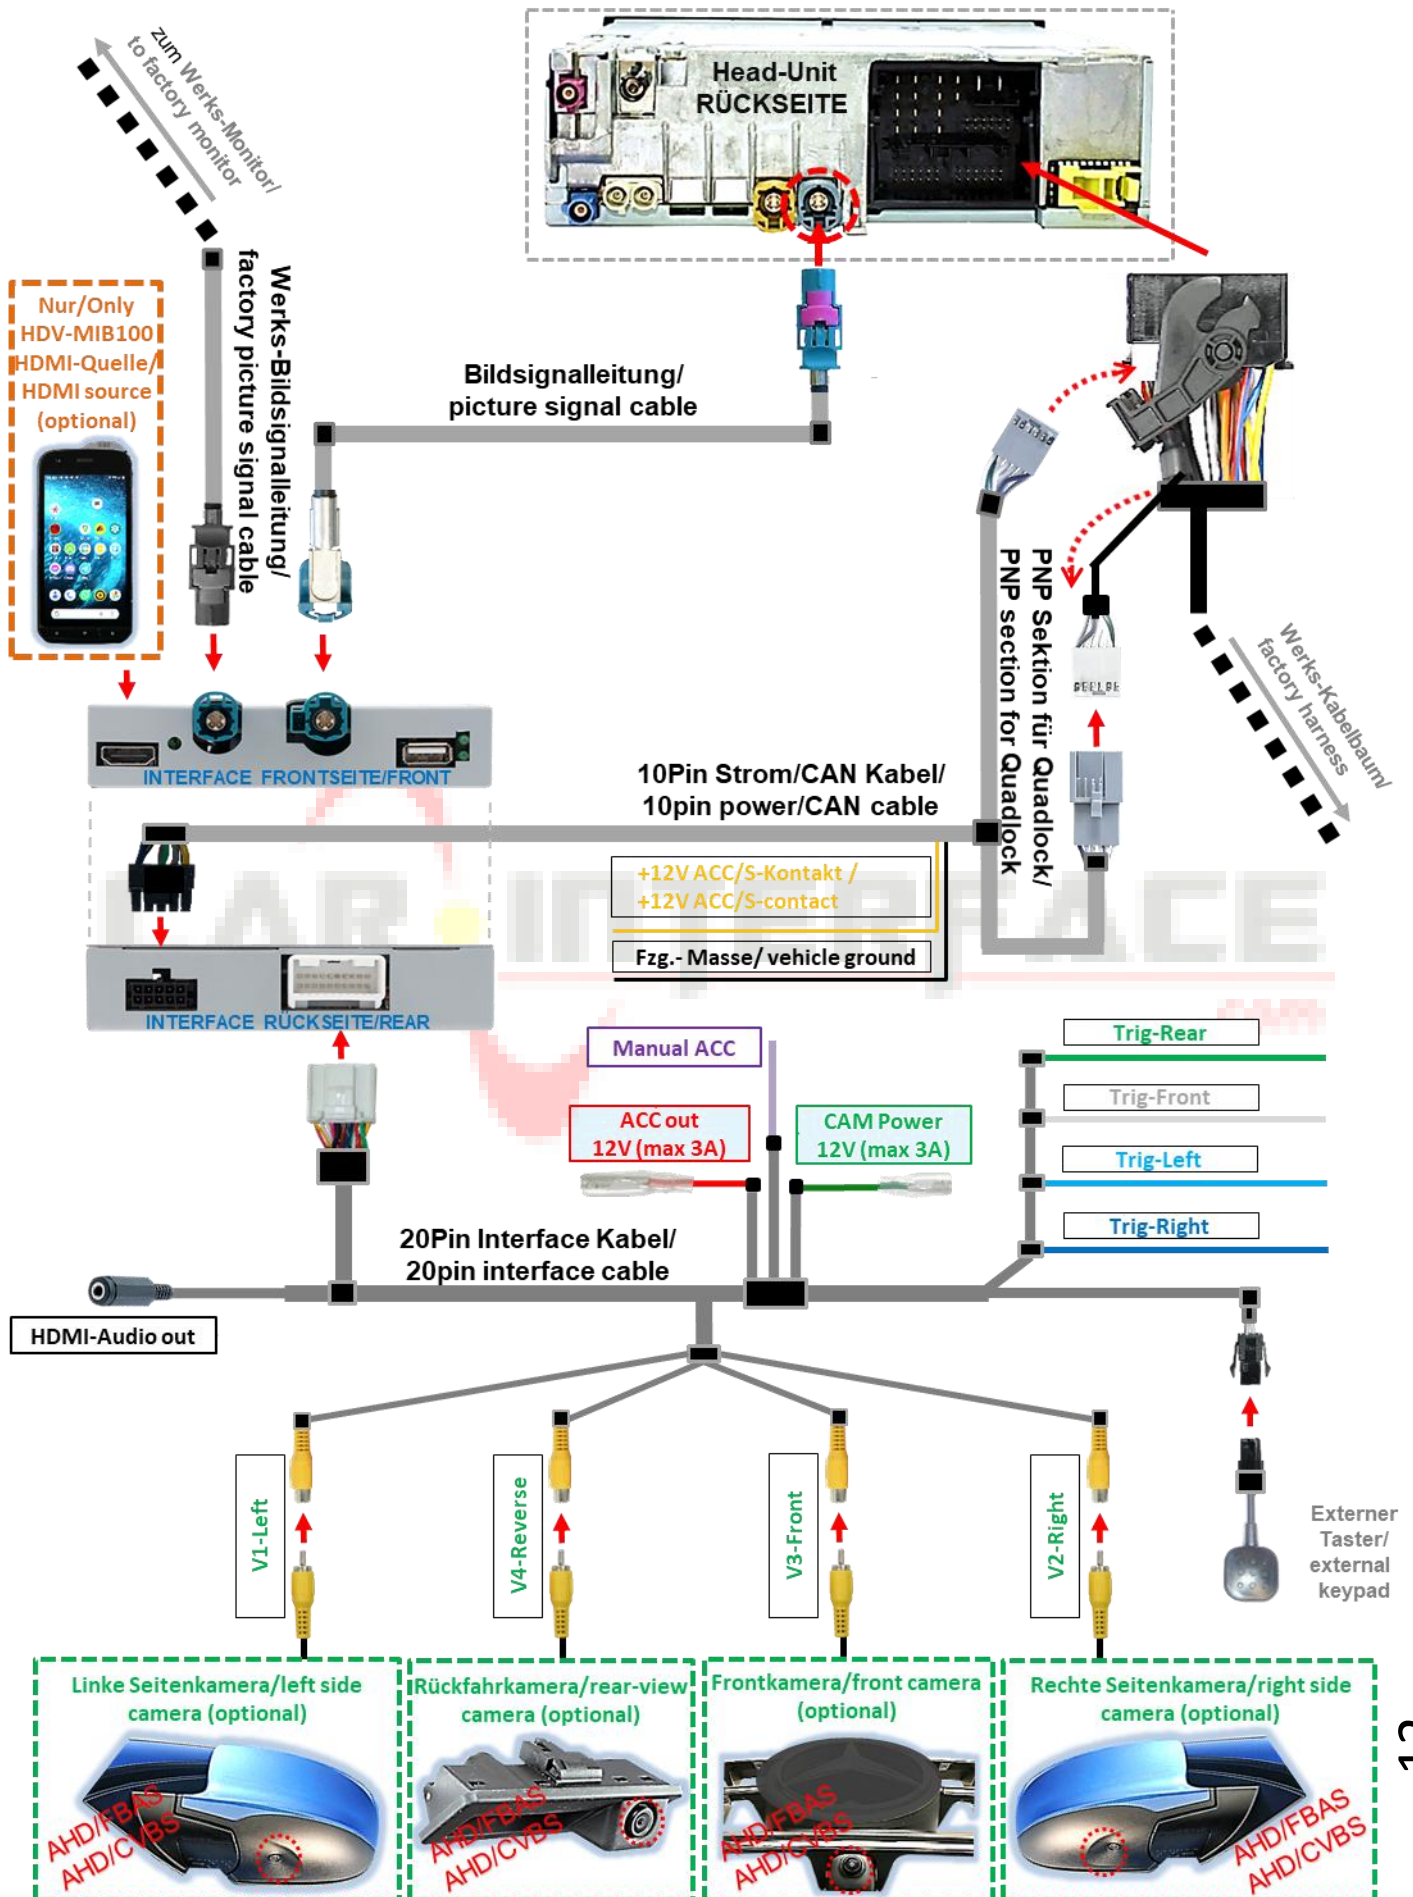 zum Werks-Monitor/
to factory monitor
Head-Unit
RÜCKSEITE
Nur/Only
HDV-MIB100
HDMI-Quelle/
HDMI source
(optional)
Werks-Bildsignalleitung/
factory picture signal cable
Bildsignalleitung/
picture signal cable
PNP Sektion für Quadlock/
PNP section for Quadlock
Werks-Kabelbaum/
factory harness
INTERFACE FRONTSEITE/FRONT
10Pin Strom/CAN Kabel/
10pin power/CAN cable
+12V ACC/S-Kontakt /
+12V ACC/S-contact
Fzg.- Masse/ vehicle ground
CAR INTERFACE
.com
INTERFACE RÜCKSEITE/REAR
Manual ACC
ACC out
12V (max 3A)
CAM Power
12V (max 3A)
Trig-Rear
Trig-Front
Trig-Left
Trig-Right
20Pin Interface Kabel/
20pin interface cable
HDMI-Audio out
V1-Left
V4-Reverse
V3-Front
V2-Right
Externer
Taster/
external
keypad
Linke Seitenkamera/left side
camera (optional)
AHD/FBAS
AHD/CVBS
Rückfahrkamera/rear-view
camera (optional)
AHD/FBAS
AHD/CVBS
Frontkamera/front camera
(optional)
AHD/FBAS
AHD/CVBS
Rechte Seitenkamera/right side
camera (optional)
AHD/FBAS
AHD/CVBS